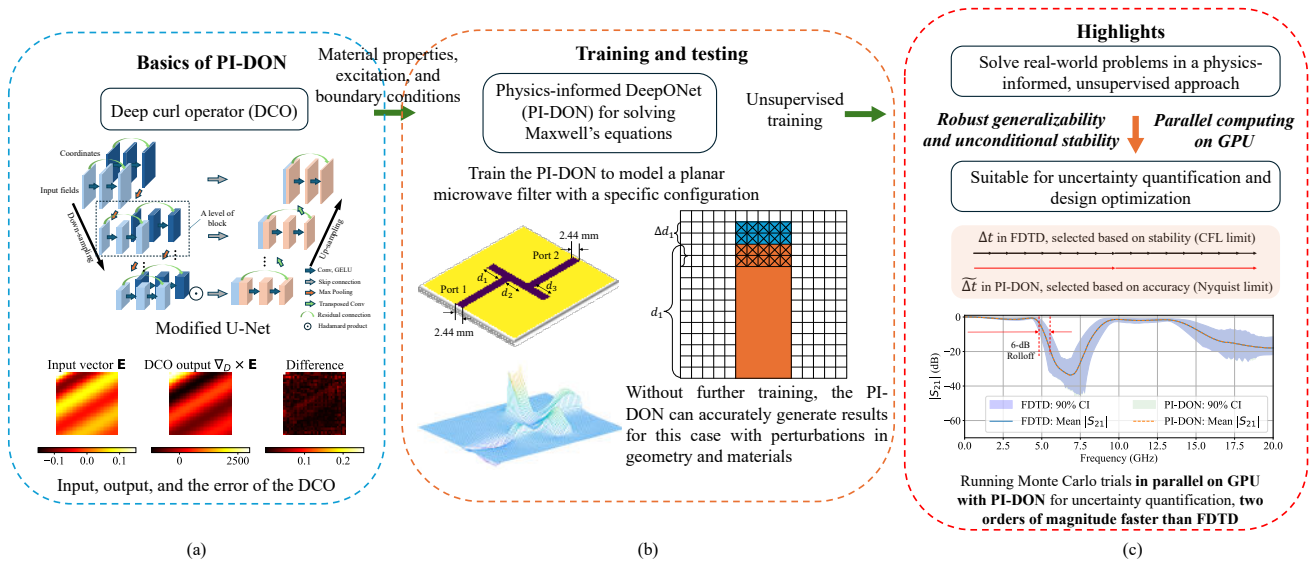 Basics of PI-DON
Deep curl operator (DCO)
Coordinates
Input fields
Down-sampling
A level of
block
Up-sampling
Conv, GELU
Skip connection
Max Pooling
Transposed Conv
Residual connection
Hadamard product
Modified U-Net
Input vector E
DCO output ∇_D × E
Difference
−0.1 0.0 0.1
0 2500
0.1 0.2
Input, output, and the error of the DCO
(a)
Material properties,
excitation, and
boundary conditions
Training and testing
Physics-informed DeepONet
(PI-DON) for solving
Maxwell's equations
Unsupervised
training
Train the PI-DON to model a planar
microwave filter with a specific configuration
2.44 mm
Port 2
d₁
d₂
d₃
Port 1
2.44 mm
Δd₁
d₁
Without further training, the PI-
DON can accurately generate results
for this case with perturbations in
geometry and materials
(b)
Highlights
Solve real-world problems in a physics-
informed, unsupervised approach
Robust generalizability
and unconditional stability
Parallel computing
on GPU
Suitable for uncertainty quantification and
design optimization
Δt in FDTD, selected based on stability (CFL limit)
Δ̃t in PI-DON, selected based on accuracy (Nyquist limit)
0
−20
−40
−60
|S₂₁| (dB)
6-dB
Rolloff
FDTD: 90% CI
PI-DON: 90% CI
FDTD: Mean |S₂₁|
PI-DON: Mean |S₂₁|
0.0 2.5 5.0 7.5 10.0 12.5 15.0 17.5 20.0
Frequency (GHz)
Running Monte Carlo trials in parallel on GPU
with PI-DON for uncertainty quantification, two
orders of magnitude faster than FDTD
(c)